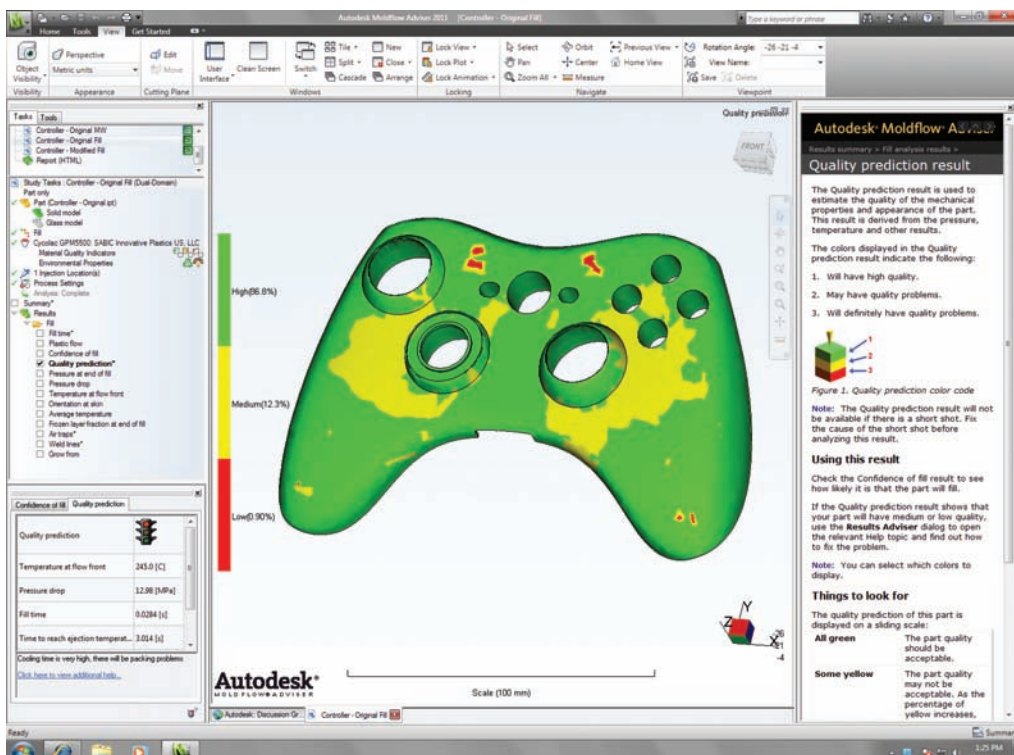 Autodesk Moldflow Adviser 2011 [Controller - Original Fill]
Type a keyword or phrase
Home Tools View Get Started
Object Visibility
Perspective
Metric units
Edit
Move
User Interface
Clean Screen
Switch
Tile
Split
Cascade
New
Close
Arrange
Lock View
Lock Plot
Lock Animation
Select
Pan
Zoom All
Orbit
Center
Measure
Previous View
Home View
Rotation Angle: -26 -21 -4
View Name:
Save Delete
Visibility Appearance Cutting Plane Windows Locking Navigate Viewpoint
Tasks Tools
Controller - Original MW
Controller - Original Fill
Controller - Modified Fill
Report (HTML)
Study Tasks : Controller - Original Fill (Dual-Domain)
Part only
Part (Controller - Original.ipt)
Solid model
Glass model
Fill
Cycolac GPM5600: SABIC Innovative Plastics US, LLC
Material Quality Indicators
Environmental Properties
1 Injection Location(s)
Process Settings
Analysis: Complete
Summary*
Results
Fill
Fill time*
Plastic flow
Confidence of fill
Quality prediction*
Pressure at end of fill
Pressure drop
Temperature at flow front
Orientation at skin
Average temperature
Frozen layer fraction at end of fill
Air traps*
Weld lines*
Grow from
Confidence of fill Quality prediction
Quality prediction
Temperature at flow front 245.0 [C]
Pressure drop 12.98 [MPa]
Fill time 0.0284 [s]
Time to reach ejection temperat... 3.014 [s]
Cooling time is very high, there will be packing problems
Click here to view additional help...
Quality prediction
FRONT
High(86.8%)
Medium(12.3%)
Low(0.90%)
Y
Z
X
-26
-21
-4
Autodesk®
MOLDFLOW®ADVISER
Scale (100 mm)
Autodesk: Discussion Gr...
Controller - Original Fill
Autodesk® Moldflow® Adviser
Results summary > Fill analysis results >
Quality prediction result
The Quality prediction result is used to
estimate the quality of the mechanical
properties and appearance of the part.
This result is derived from the pressure,
temperature and other results.
The colors displayed in the Quality
prediction result indicate the following:
1. Will have high quality.
2. May have quality problems.
3. Will definitely have quality problems.
1
2
3
Figure 1. Quality prediction color code
Note: The Quality prediction result will not
be available if there is a short shot. Fix
the cause of the short shot before
analyzing this result.
Using this result
Check the Confidence of fill result to see
how likely it is that the part will fill.
If the Quality prediction result shows that
your part will have medium or low quality,
use the Results Adviser dialog to open
the relevant Help topic and find out how
to fix the problem.
Note: You can select which colors to
display.
Things to look for
The quality prediction of this part is
displayed on a sliding scale:
All green The part quality
should be
acceptable.
Some yellow The part quality
may not be
acceptable. As the
percentage of
yellow increases,
Ready
Summar
1:25 PM